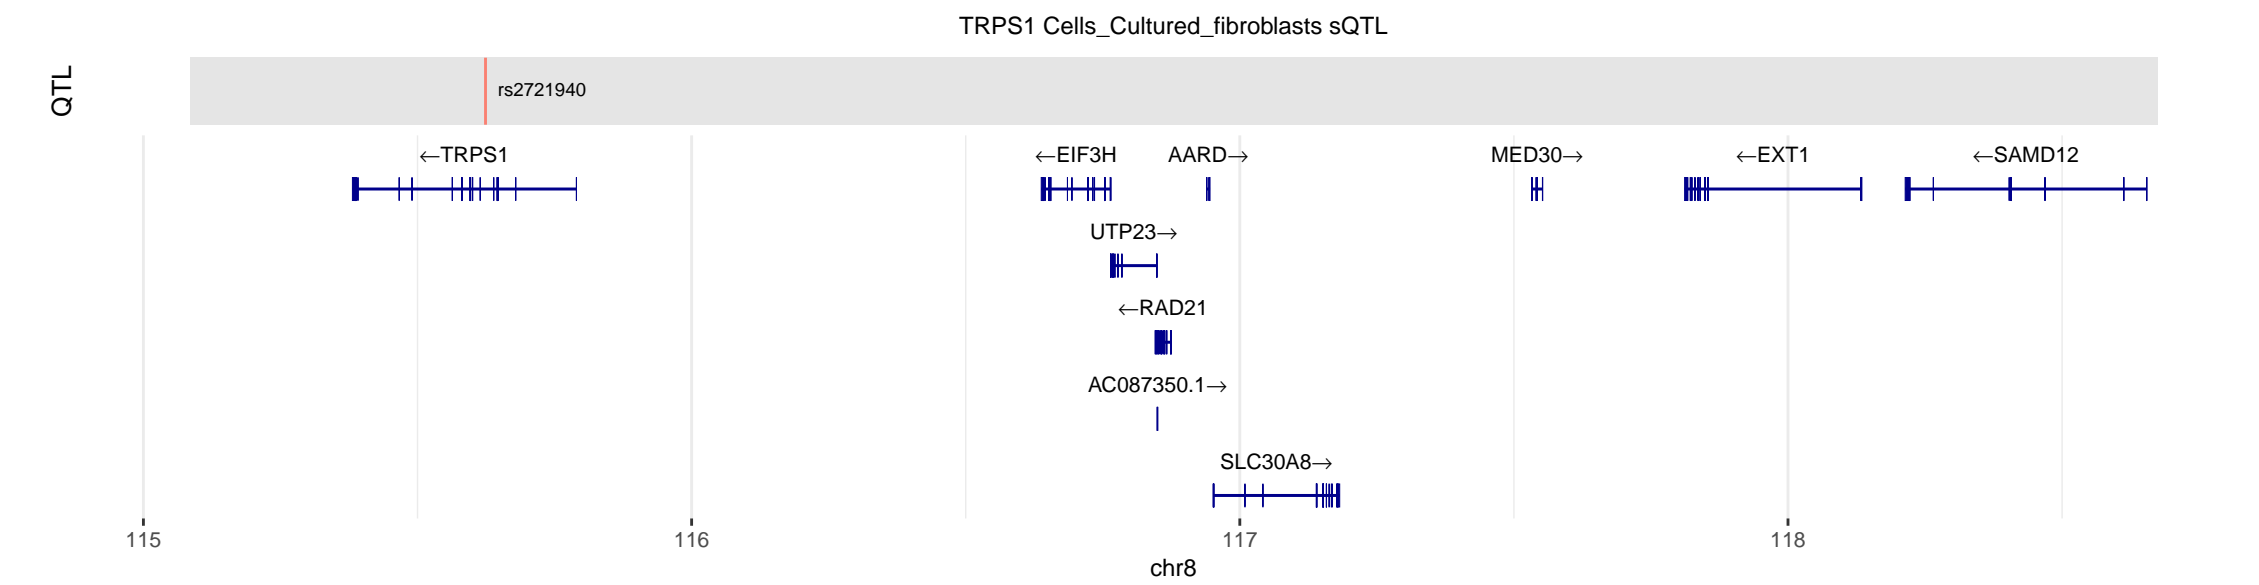 TRPS1 Cells_Cultured_fibroblasts sQTL
QTL
rs2721940
←TRPS1
←EIF3H
AARD→
MED30→
←EXT1
←SAMD12
UTP23→
←RAD21
AC087350.1→
SLC30A8→
115
116
117
118
chr8